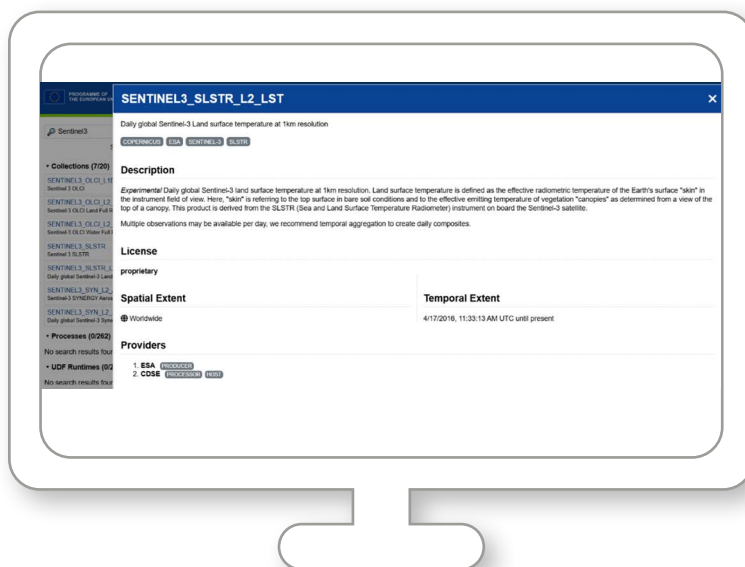 PROGRAMME OF
THE EUROPEAN
SENTINEL3_SLSTR_L2_LST
×
Daily global Sentinel-3 Land surface temperature at 1km resolution
COPERNICUS ESA SENTINEL-3 SLSTR
Description
Experimental Daily global Sentinel-3 land surface temperature at 1km resolution. Land surface temperature is defined as the effective radiometric temperature of the Earth's surface "skin" in
the instrument field of view. Here, "skin" is referring to the top surface in bare soil conditions and to the effective emitting temperature of vegetation "canopies" as determined from a view of the
top of a canopy. This product is derived from the SLSTR (Sea and Land Surface Temperature Radiometer) instrument on board the Sentinel-3 satellite.
Multiple observations may be available per day, we recommend temporal aggregation to create daily composites.
License
proprietary
Spatial Extent
Worldwide
Temporal Extent
4/17/2016, 11:33:13 AM UTC until present
Providers
1. ESA PRODUCER
2. CDSE PROCESSOR HOST
Sentinel3
Collections (7/20)
SENTINEL3_OLCI_L1B
Sentinel 3 OLCI
SENTINEL3_OLCI_L2_
Sentinel 3 OLCI Land Full R
SENTINEL3_OLCI_L2_
Sentinel 3 OLCI Water Full
SENTINEL3_SLSTR
Sentinel 3 SLSTR
SENTINEL3_SLSTR_L
Daily global Sentinel-3 Land
SENTINEL3_SYN_L2_
Sentinel-3 SYNERGY Aeros
SENTINEL3_SYN_L2_
Daily global Sentinel-3 Syne
Processes (0/262)
No search results four
UDF Runtimes (0/2
No search results four